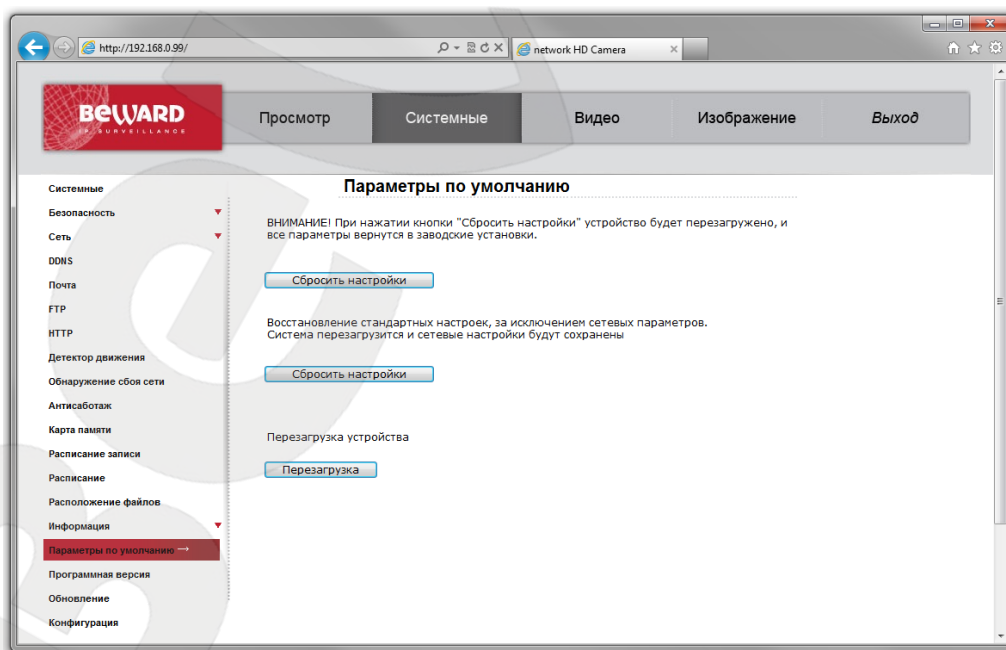 http://192.168.0.99/
network HD Camera
BEWARD
IP SURVEILLANCE
Просмотр
Системные
Видео
Изображение
Выход
Системные
Безопасность
Сеть
DDNS
Почта
FTP
HTTP
Детектор движения
Обнаружение сбоя сети
Антисаботаж
Карта памяти
Расписание записи
Расписание
Расположение файлов
Информация
Параметры по умолчанию →
Программная версия
Обновление
Конфигурация
Параметры по умолчанию
ВНИМАНИЕ! При нажатии кнопки "Сбросить настройки" устройство будет перезагружено, и
все параметры вернутся в заводские установки.
Сбросить настройки
Восстановление стандартных настроек, за исключением сетевых параметров.
Система перезагрузится и сетевые настройки будут сохранены
Сбросить настройки
Перезагрузка устройства
Перезагрузка